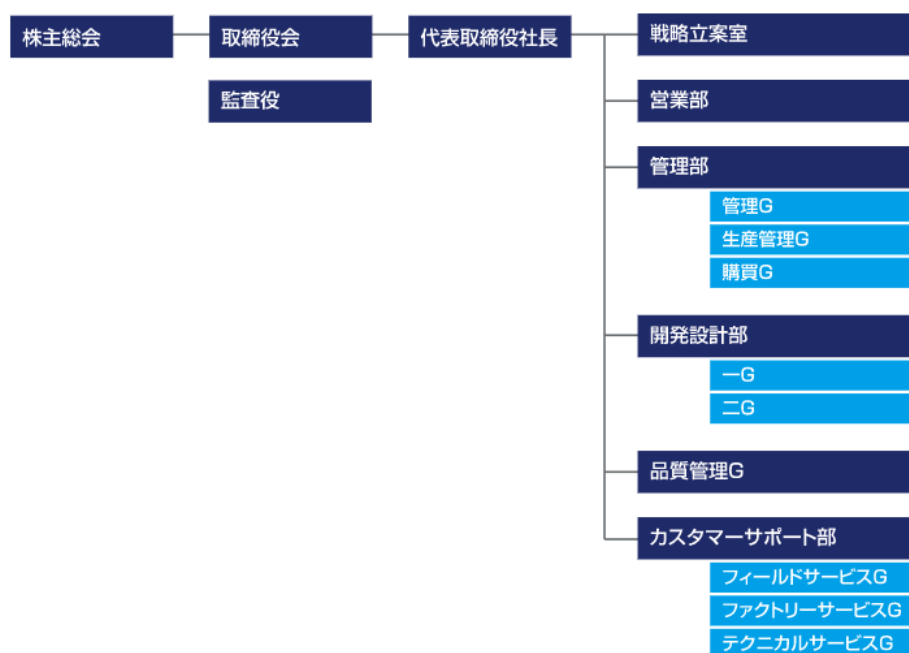 株主総会
取締役会
監査役
代表取締役社長
戦略立案室
営業部
管理部
管理G
生産管理G
購買G
開発設計部
一G
二G
品質管理G
カスタマーサポート部
フィールドサービスG
ファクトリーサービスG
テクニカルサービスG